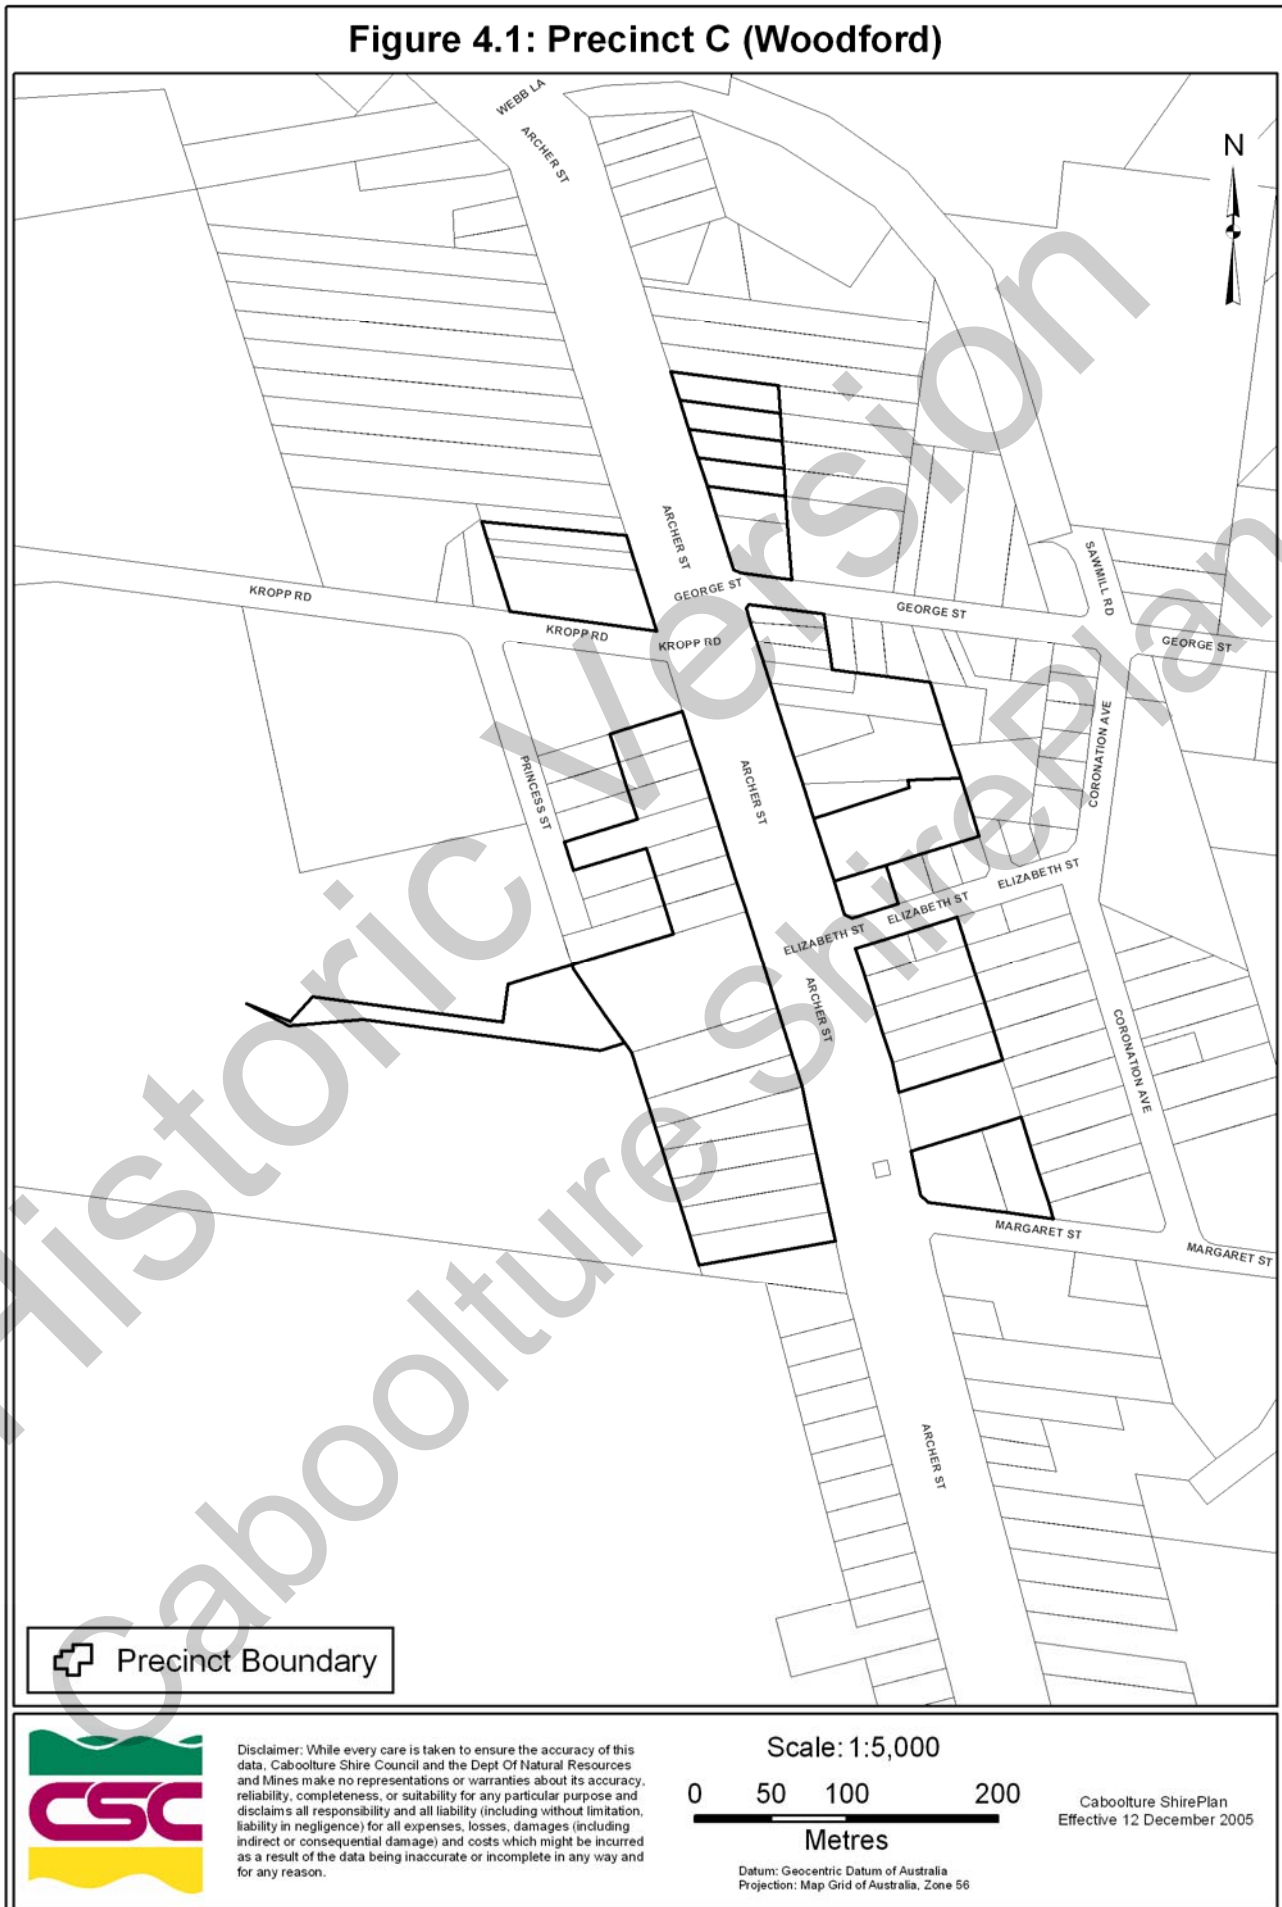 Figure 4.1: Precinct C (Woodford)
WEBB LA
ARCHER ST
N
ARCHER ST
SAWMILL RD
KROPP RD
GEORGE ST
GEORGE ST
KROPP RD
KROPP RD
GEORGE ST
PRINCESS ST
ARCHER ST
CORONATION AVE
ELIZABETH ST
ELIZABETH ST
ELIZABETH ST
ARCHER ST
CORONATION AVE
MARGARET ST
MARGARET ST
ARCHER ST
Historic Version
Caboolture ShirePlan
Precinct Boundary
CSC
Disclaimer: While every care is taken to ensure the accuracy of this
data, Caboolture Shire Council and the Dept Of Natural Resources
and Mines make no representations or warranties about its accuracy,
reliability, completeness, or suitability for any particular purpose and
disclaims all responsibility and all liability (including without limitation,
liability in negligence) for all expenses, losses, damages (including
indirect or consequential damage) and costs which might be incurred
as a result of the data being inaccurate or incomplete in any way and
for any reason.
Scale: 1:5,000
0 50 100 200
Metres
Datum: Geocentric Datum of Australia
Projection: Map Grid of Australia, Zone 56
Caboolture ShirePlan
Effective 12 December 2005